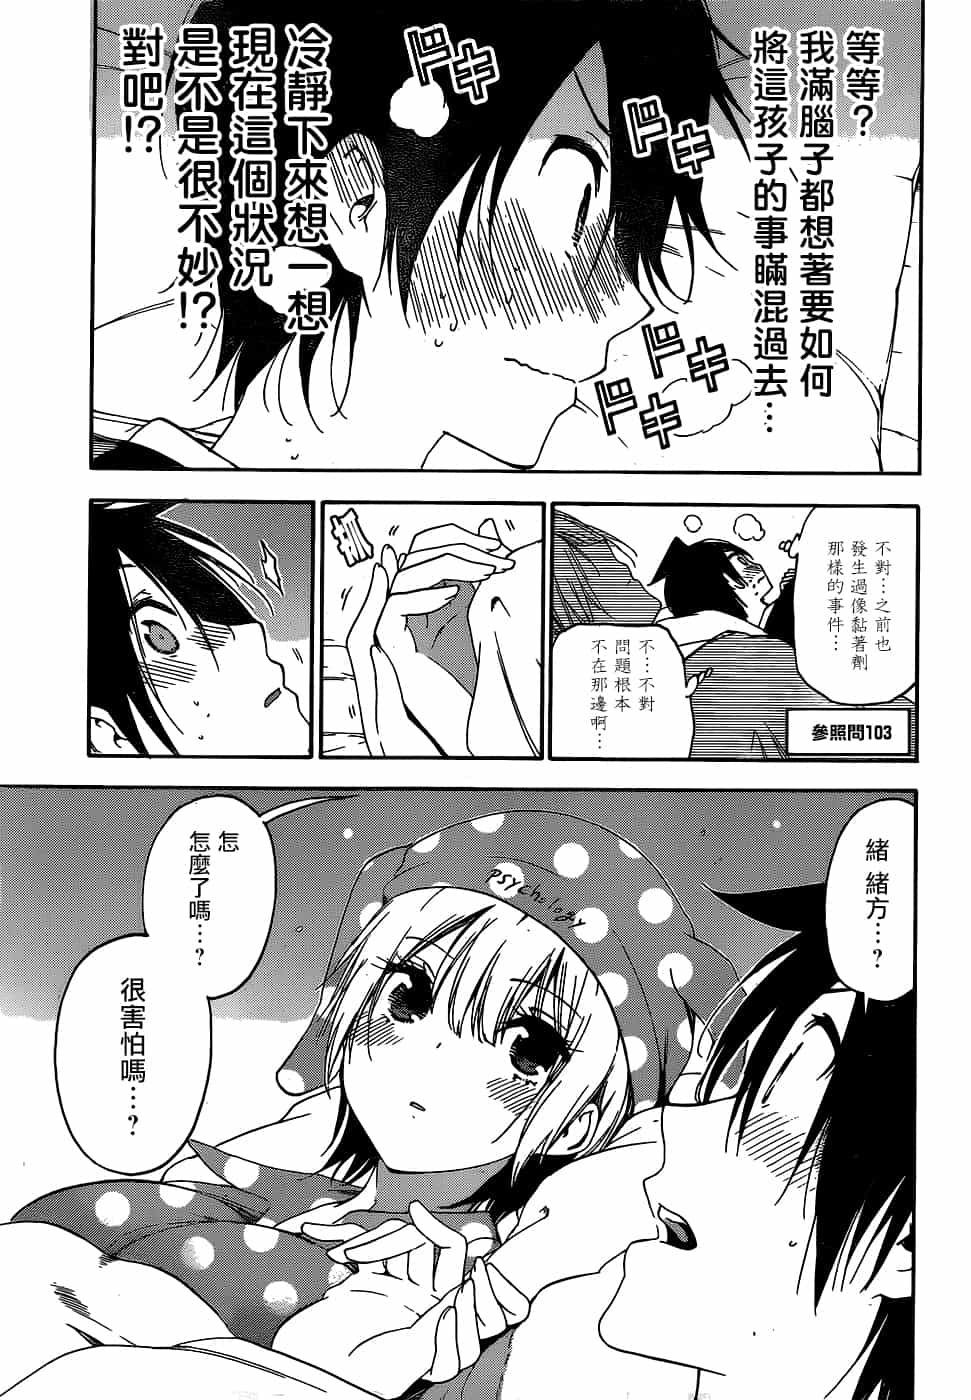 等等?
我滿腦子都想著要如何
將這孩子的事瞞混過去…
冷靜下來想一想
現在這個狀況
是不是很不妙!?
對吧!?
ドキ
ドキ
ドキ
ドキ
不對…之前也
發生過像黏著劑
那樣的事件…
不…不對
問題根本
不在那邊啊…
參照問103
緒 緒方…?
psychology
怎
怎麼了嗎…?
很害怕嗎…?